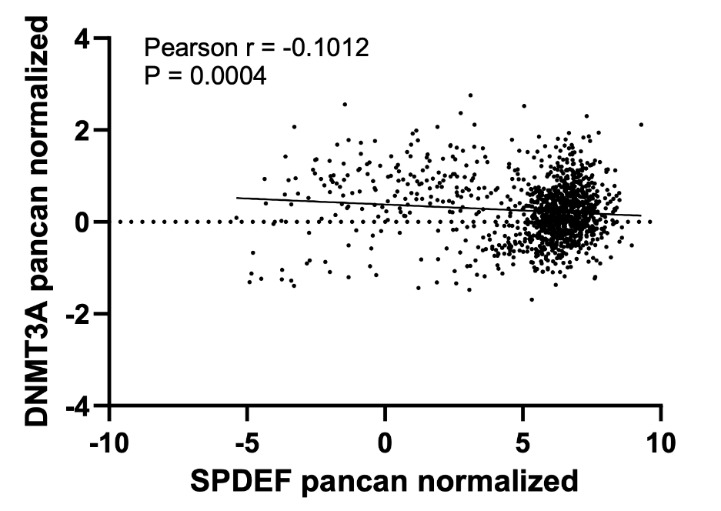 Pearson r = -0.1012
P = 0.0004
DNMT3A pancan normalized
4
2
0
-2
-4
-10
-5
0
5
10
SPDEF pancan normalized